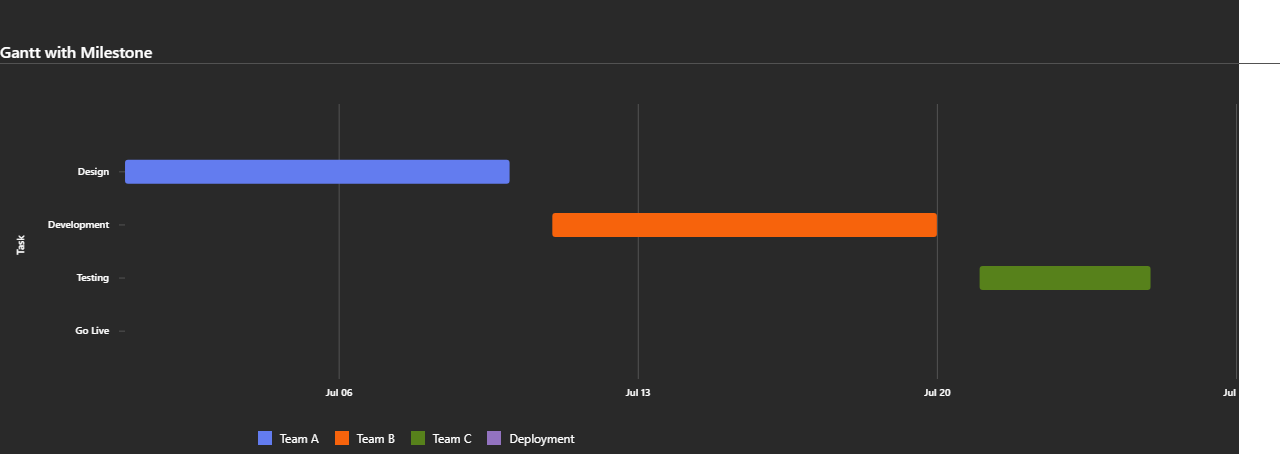 Gantt with Milestone
Task
Design
Development
Testing
Go Live
Jul 06
Jul 13
Jul 20
Jul
Team A
Team B
Team C
Deployment